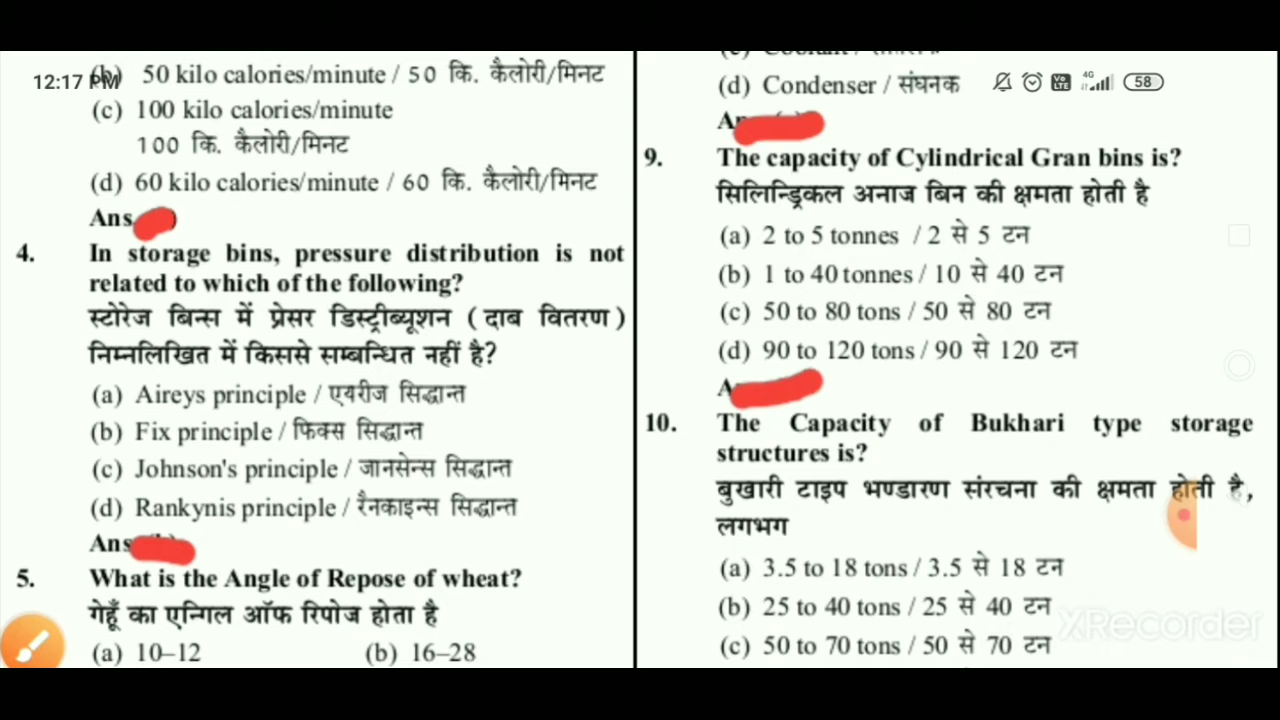 12:17 PM
(b) 50 kilo calories/minute / 50 कि. कैलोरी/मिनट
(c) 100 kilo calories/minute
100 कि. कैलोरी/मिनट
(d) 60 kilo calories/minute / 60 कि. कैलोरी/मिनट
Ans
4. In storage bins, pressure distribution is not
related to which of the following?
स्टोरेज बिन्स में प्रेसर डिस्ट्रीब्यूशन ( दाब वितरण )
निम्नलिखित में किससे सम्बन्धित नहीं है?
(a) Aireys principle / एयरीज सिद्धान्त
(b) Fix principle / फिक्स सिद्धान्त
(c) Johnson's principle / जानसेन्स सिद्धान्त
(d) Rankynis principle / रैनकाइन्स सिद्धान्त
Ans
5. What is the Angle of Repose of wheat?
गेहूँ का एन्गिल ऑफ रिपोज होता है
(a) 10–12 (b) 16–28
(d) Condenser / संघनक
58
9. The capacity of Cylindrical Gran bins is?
सिलिन्ड्रिकल अनाज बिन की क्षमता होती है
(a) 2 to 5 tonnes / 2 से 5 टन
(b) 1 to 40 tonnes / 10 से 40 टन
(c) 50 to 80 tons / 50 से 80 टन
(d) 90 to 120 tons / 90 से 120 टन
10. The Capacity of Bukhari type storage
structures is?
बुखारी टाइप भण्डारण संरचना की क्षमता होती है,
लगभग
(a) 3.5 to 18 tons / 3.5 से 18 टन
(b) 25 to 40 tons / 25 से 40 टन
(c) 50 to 70 tons / 50 से 70 टन
XRecorder